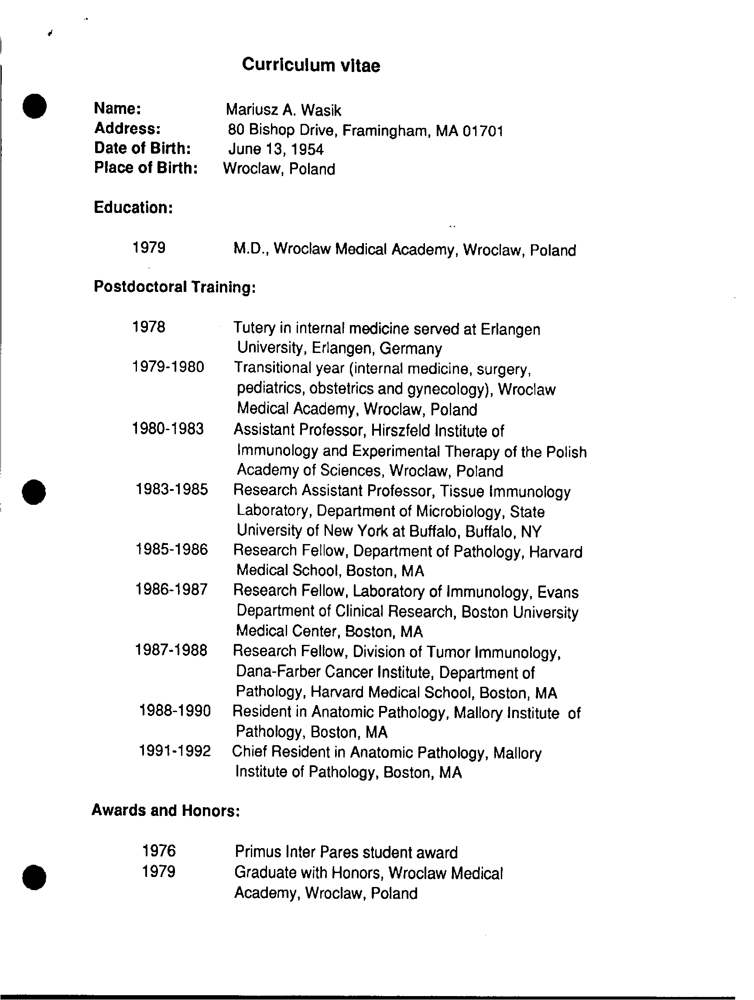 Curriculum vitae
Name: Mariusz A. Wasik
Address: 80 Bishop Drive, Framingham, MA 01701
Date of Birth: June 13, 1954
Place of Birth: Wroclaw, Poland
Education:
1979 M.D., Wroclaw Medical Academy, Wroclaw, Poland
Postdoctoral Training:
1978 Tutery in internal medicine served at Erlangen
University, Erlangen, Germany
1979-1980 Transitional year (internal medicine, surgery,
pediatrics, obstetrics and gynecology), Wroclaw
Medical Academy, Wroclaw, Poland
1980-1983 Assistant Professor, Hirszfeld Institute of
Immunology and Experimental Therapy of the Polish
Academy of Sciences, Wroclaw, Poland
1983-1985 Research Assistant Professor, Tissue Immunology
Laboratory, Department of Microbiology, State
University of New York at Buffalo, Buffalo, NY
1985-1986 Research Fellow, Department of Pathology, Harvard
Medical School, Boston, MA
1986-1987 Research Fellow, Laboratory of Immunology, Evans
Department of Clinical Research, Boston University
Medical Center, Boston, MA
1987-1988 Research Fellow, Division of Tumor Immunology,
Dana-Farber Cancer Institute, Department of
Pathology, Harvard Medical School, Boston, MA
1988-1990 Resident in Anatomic Pathology, Mallory Institute of
Pathology, Boston, MA
1991-1992 Chief Resident in Anatomic Pathology, Mallory
Institute of Pathology, Boston, MA
Awards and Honors:
1976 Primus Inter Pares student award
1979 Graduate with Honors, Wroclaw Medical
Academy, Wroclaw, Poland